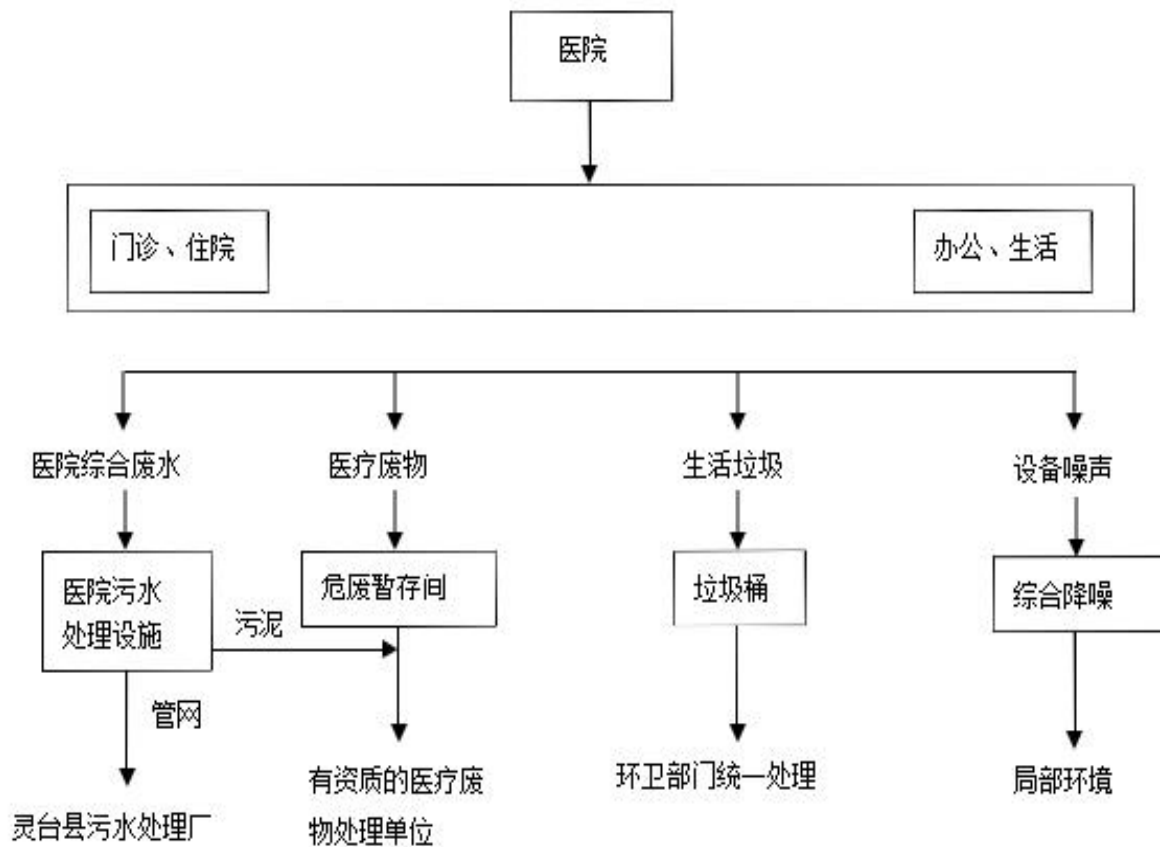 医院
门诊、住院
办公、生活
医院综合废水
医疗废物
生活垃圾
设备噪声
医院污水
处理设施
污泥
危废暂存间
垃圾桶
综合降噪
管网
灵台县污水处理厂
有资质的医疗废
物处理单位
环卫部门统一处理
局部环境